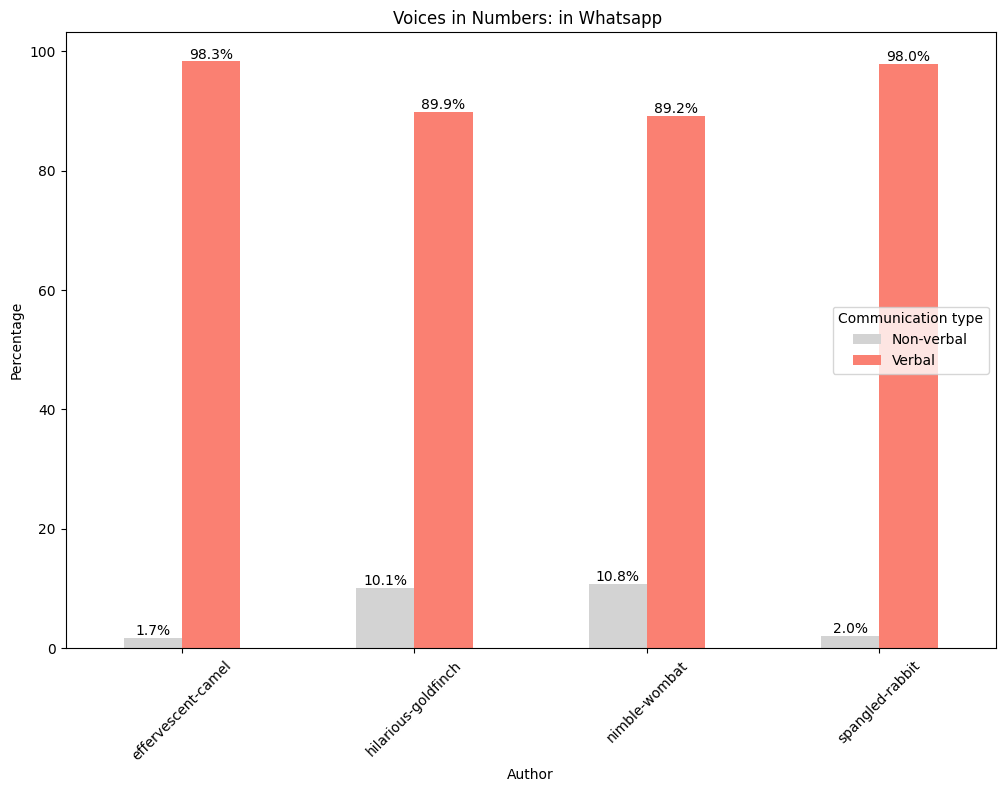 Voices in Numbers: in Whatsapp
Percentage
100
80
60
40
20
0
98.3%
89.9%
89.2%
98.0%
1.7%
10.1%
10.8%
2.0%
Communication type
Non-verbal
Verbal
effervescent-camel
hilarious-goldfinch
nimble-wombat
spangled-rabbit
Author